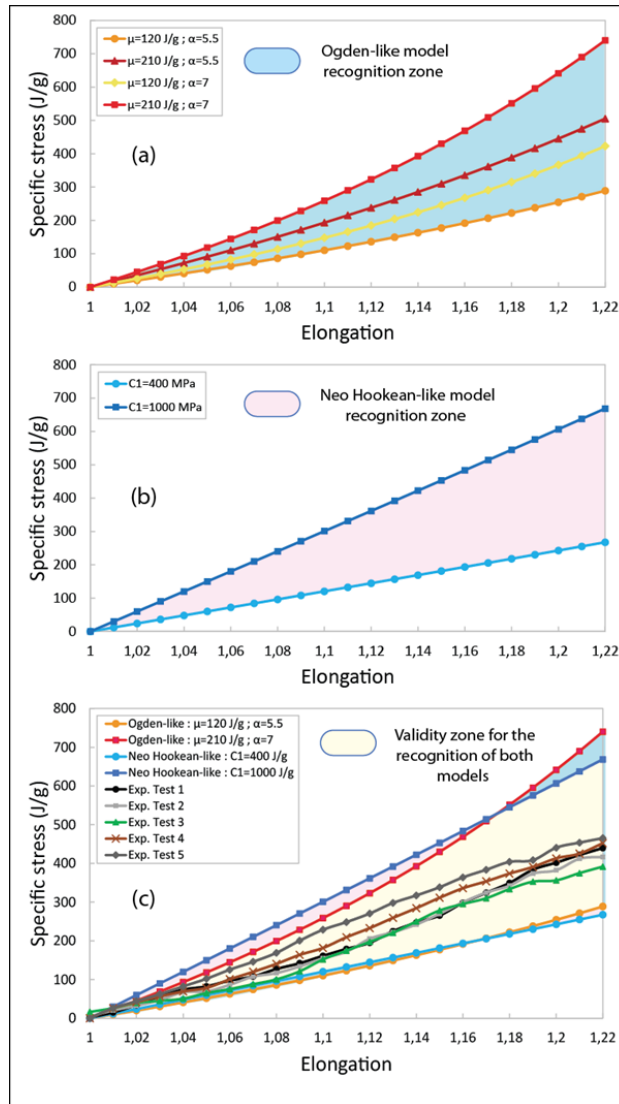 μ=120 J/g ; α=5.5
μ=210 J/g ; α=5.5
μ=120 J/g ; α=7
μ=210 J/g ; α=7
Ogden-like model
recognition zone
(a)
Specific stress (J/g)
800
700
600
500
400
300
200
100
0
1 1,02 1,04 1,06 1,08 1,1 1,12 1,14 1,16 1,18 1,2 1,22
Elongation
C1=400 MPa
C1=1000 MPa
Neo Hookean-like model
recognition zone
(b)
Specific stress (J/g)
800
700
600
500
400
300
200
100
0
1 1,02 1,04 1,06 1,08 1,1 1,12 1,14 1,16 1,18 1,2 1,22
Elongation
Ogden-like : μ=120 J/g ; α=5.5
Ogden-like : μ=210 J/g ; α=7
Neo Hookean-like : C1=400 J/g
Neo Hookean-like : C1=1000 J/g
Exp. Test 1
Exp. Test 2
Exp. Test 3
Exp. Test 4
Exp. Test 5
Validity zone for the
recognition of both
models
(c)
Specific stress (J/g)
800
700
600
500
400
300
200
100
0
1 1,02 1,04 1,06 1,08 1,1 1,12 1,14 1,16 1,18 1,2 1,22
Elongation